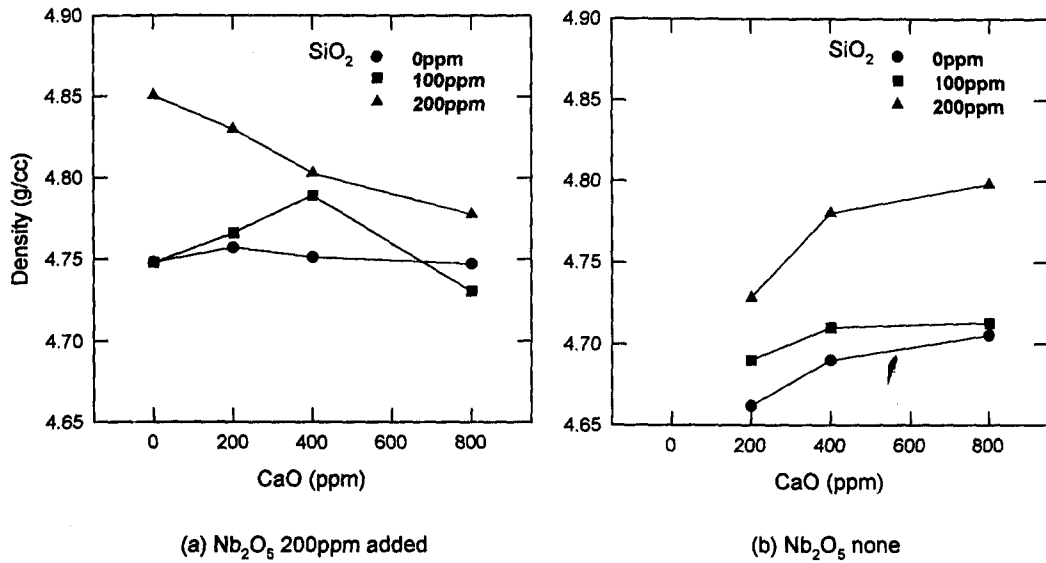 4.90
4.85
4.80
4.75
4.70
4.65
Density (g/cc)
SiO₂
0ppm
100ppm
200ppm
0 200 400 600 800
CaO (ppm)
(a) Nb₂O₅ 200ppm added
4.90
4.85
4.80
4.75
4.70
4.65
SiO₂
0ppm
100ppm
200ppm
0 200 400 600 800
CaO (ppm)
(b) Nb₂O₅ none